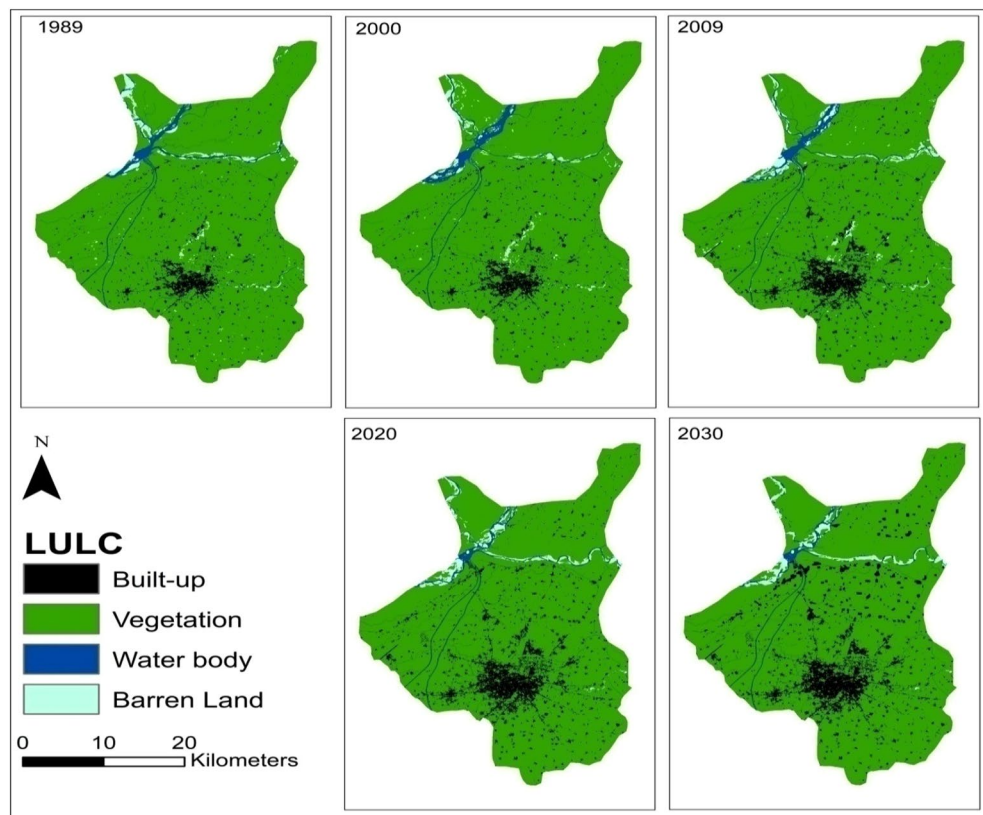 1989
2000
2009
2020
2030
N
LULC
Built-up
Vegetation
Water body
Barren Land
0 10 20
Kilometers